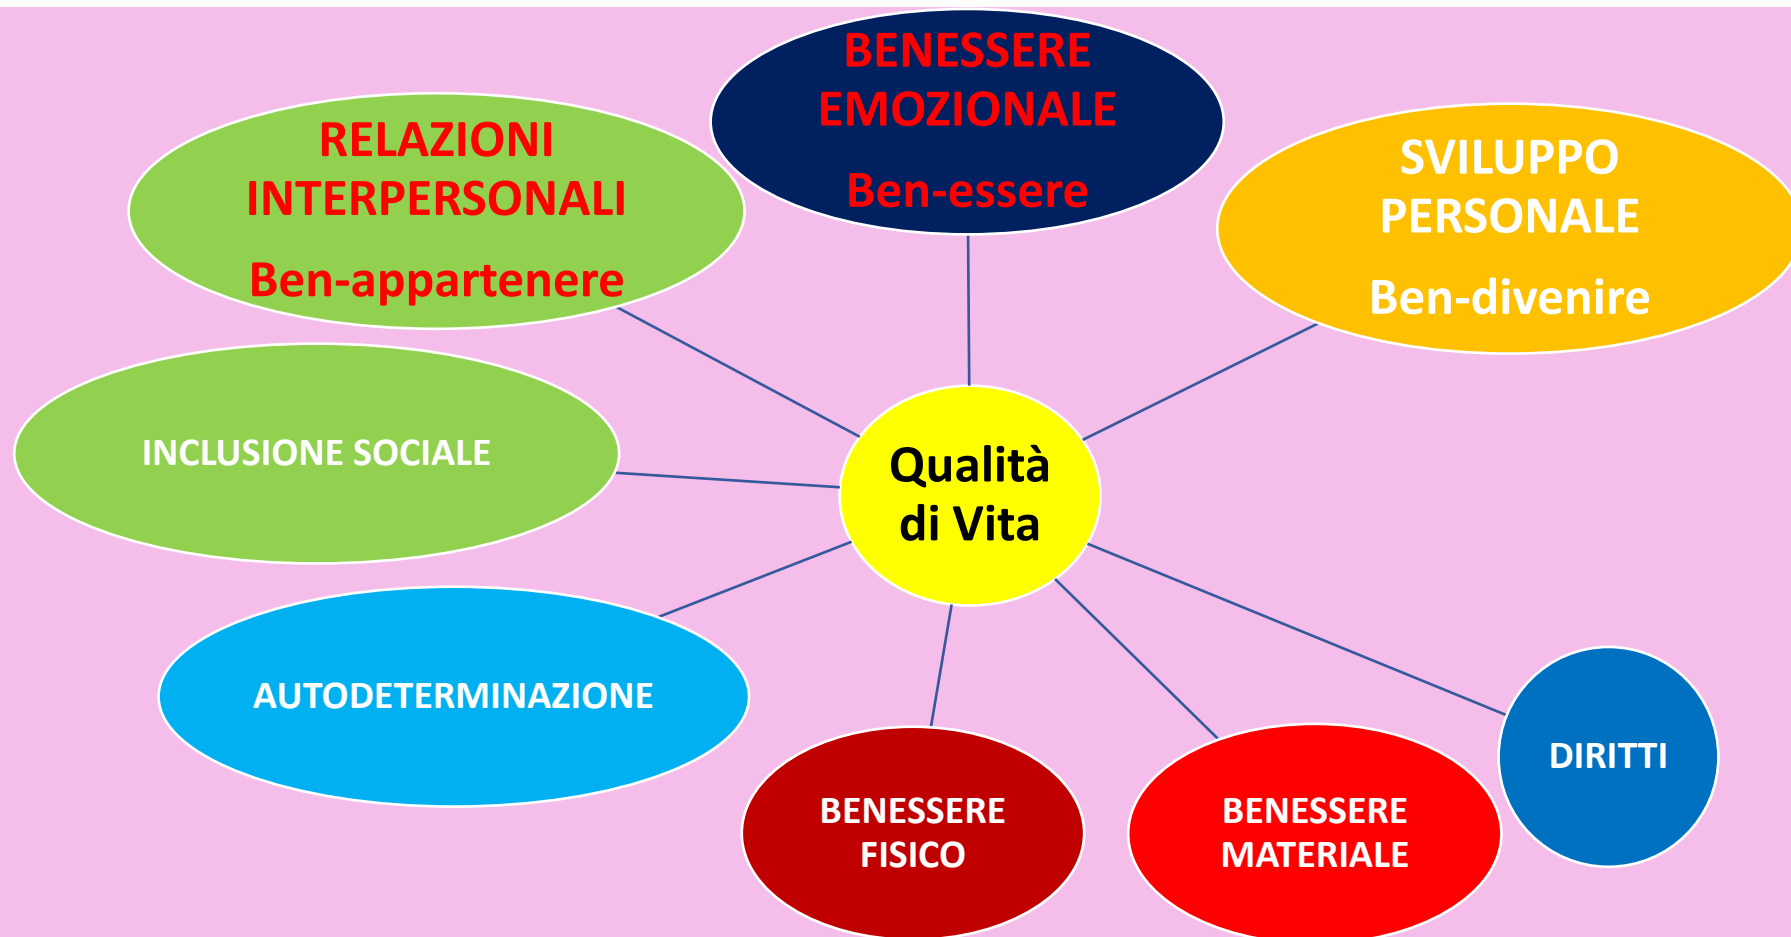 BENESSERE
EMOZIONALE
Ben-essere
RELAZIONI
INTERPERSONALI
Ben-appartenere
SVILUPPO
PERSONALE
Ben-divenire
INCLUSIONE SOCIALE
Qualità
di Vita
AUTODETERMINAZIONE
BENESSERE
FISICO
BENESSERE
MATERIALE
DIRITTI